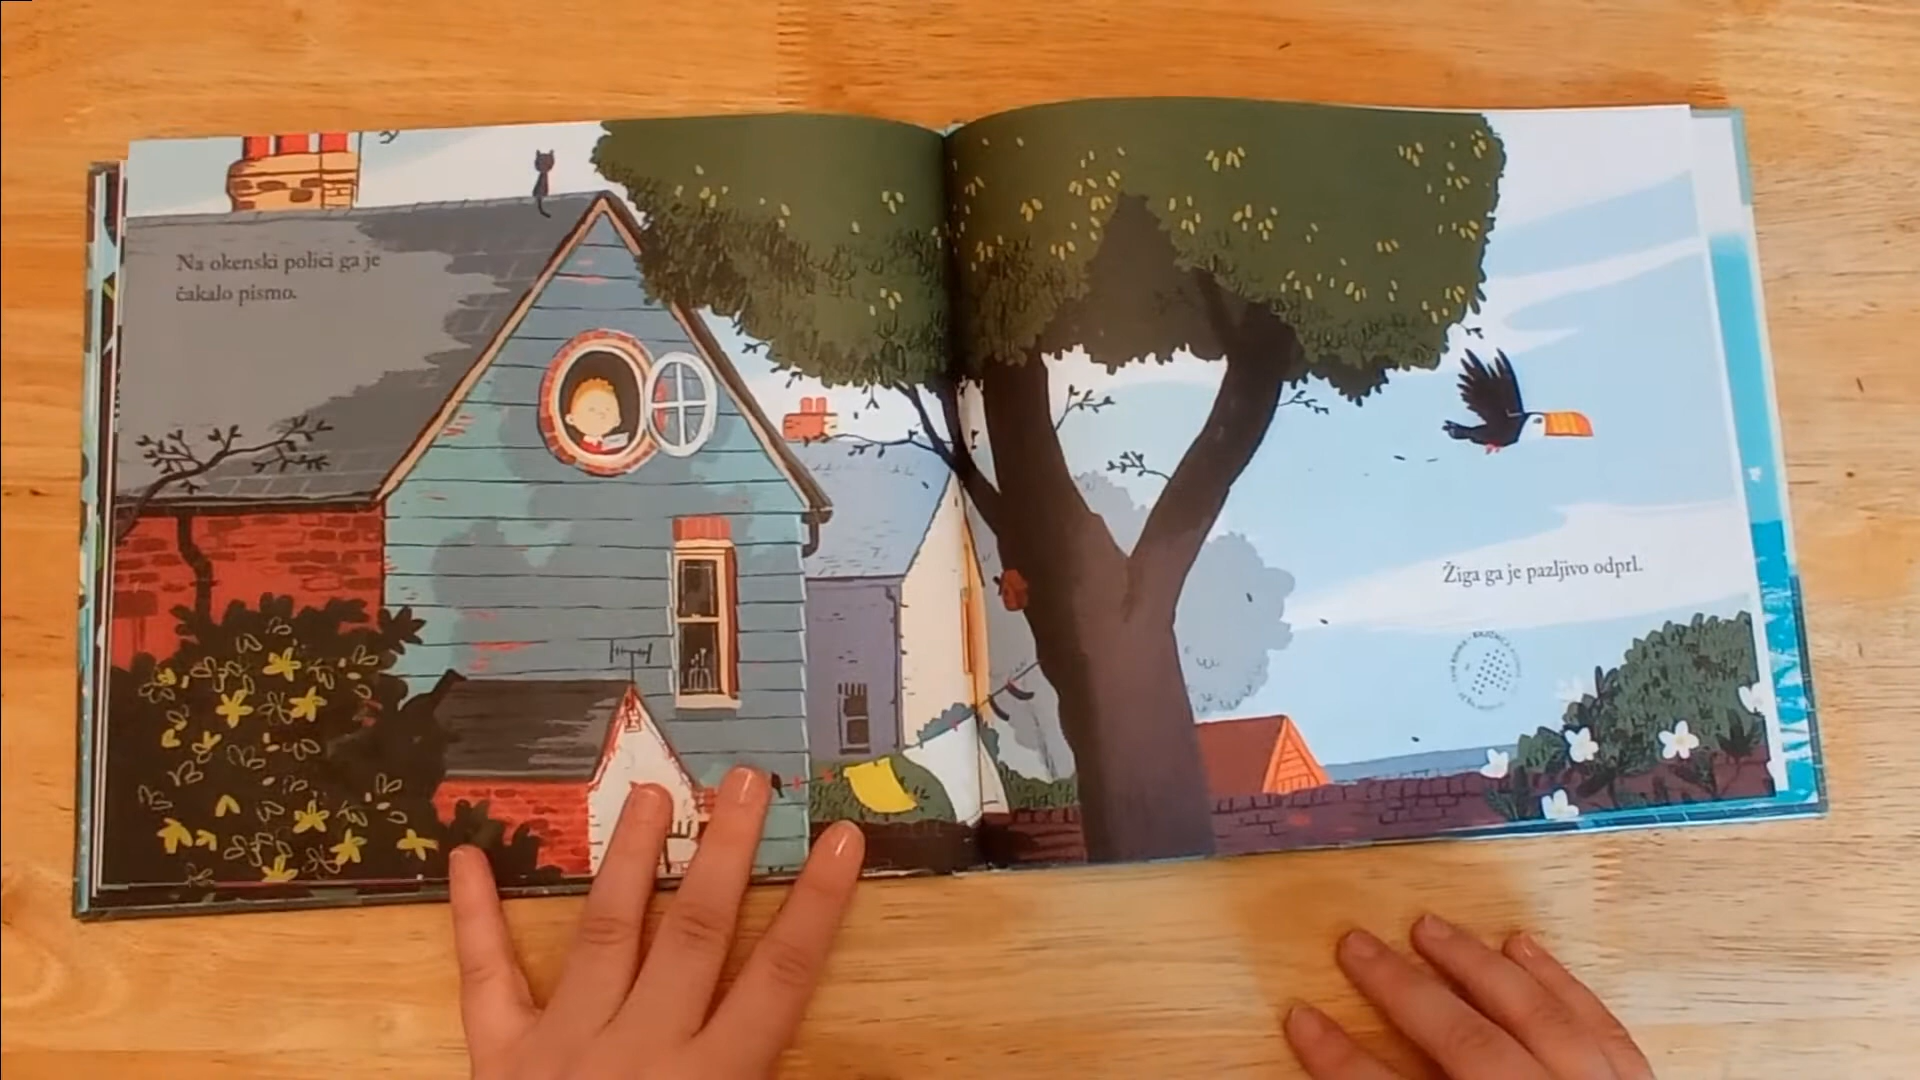 Na okenski polici ga je
čakalo pismo.
Žiga ga je pazljivo odprl.